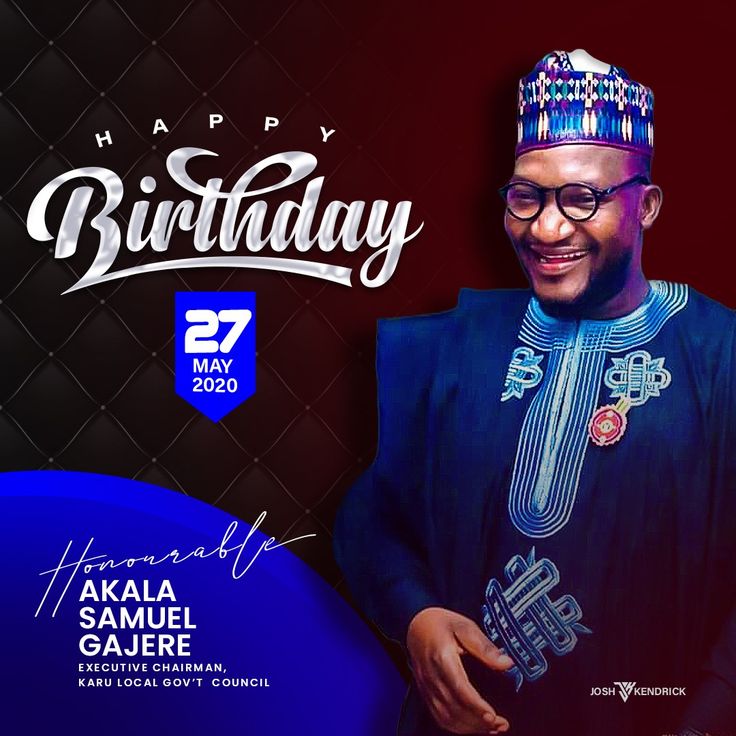 HAPPY
Birthday
27
MAY
2020
Honourable
AKALA
SAMUEL
GAJERE
EXECUTIVE CHAIRMAN,
KARU LOCAL GOV'T COUNCIL
JOSH KENDRICK